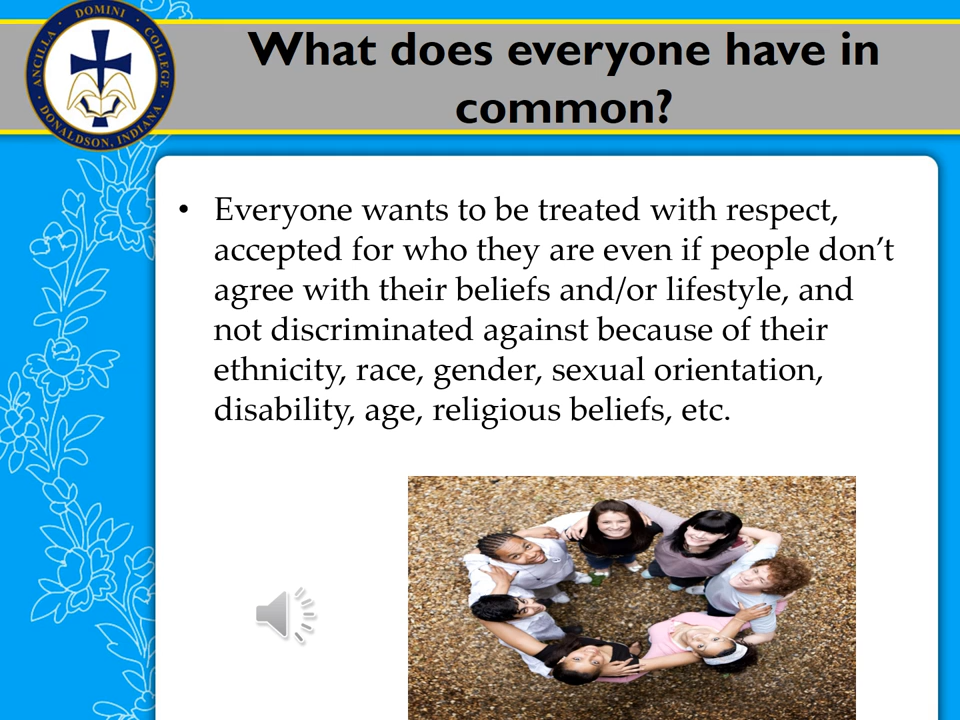 ANCILLA · DOMINI · COLLEGE
DONALDSON, INDIANA
What does everyone have in
common?
• Everyone wants to be treated with respect,
accepted for who they are even if people don’t
agree with their beliefs and/or lifestyle, and
not discriminated against because of their
ethnicity, race, gender, sexual orientation,
disability, age, religious beliefs, etc.